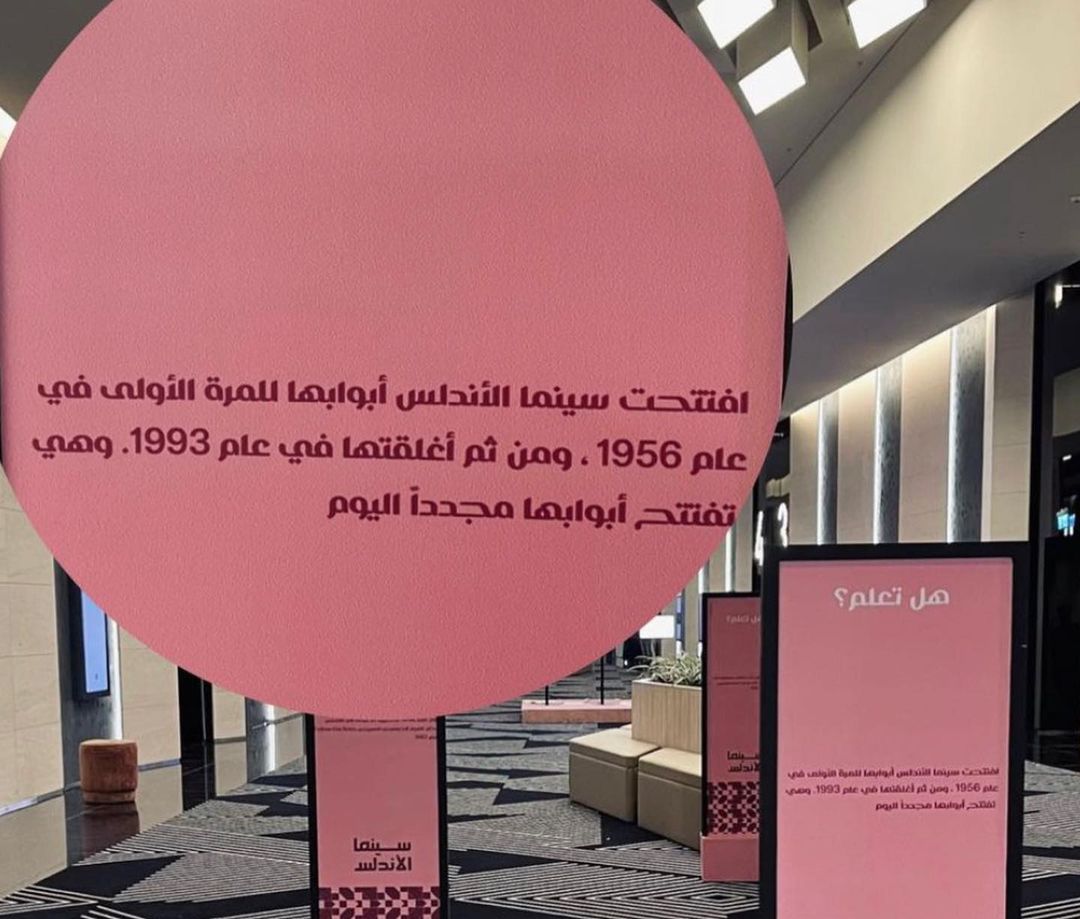 افتتحت سينما الأندلس أبوابها للمرة الأولى في
عام 1956 ، ومن ثم أغلقتها في عام 1993. وهي
تفتتح أبوابها مجدداً اليوم
هل تعلم؟
افتتحت سينما الأندلس أبوابها للمرة الأولى في
عام 1956 ، ومن ثم أغلقتها في عام 1993. وهي
تفتتح أبوابها مجدداً اليوم
هل تعلم؟
سينما
الأندلس
سينما
الأندلس